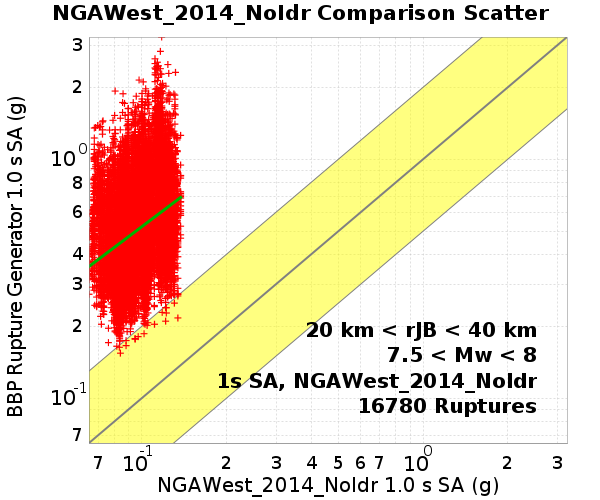 NGAWest_2014_NoIdr Comparison Scatter
BBP Rupture Generator 1.0 s SA (g)
3
2
10^0
8
6
4
3
2
10^-1
7
20 km < rJB < 40 km
7.5 < Mw < 8
1s SA, NGAWest_2014_NoIdr
16780 Ruptures
7 10^-1 2 3 4 5 6 7 10^0 2 3
NGAWest_2014_NoIdr 1.0 s SA (g)